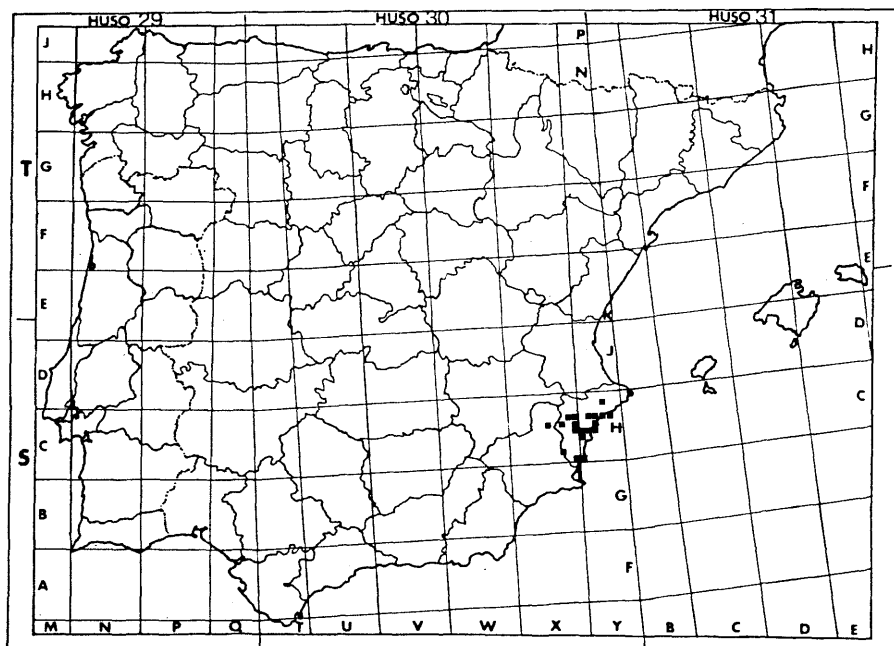 HUSO 29 HUSO 30 HUSO 31
J P H
N
H G
T G F
F E
E K D
J
D C
H
S C
G
B
F
A
M N P Q T U V W X Y B C D E